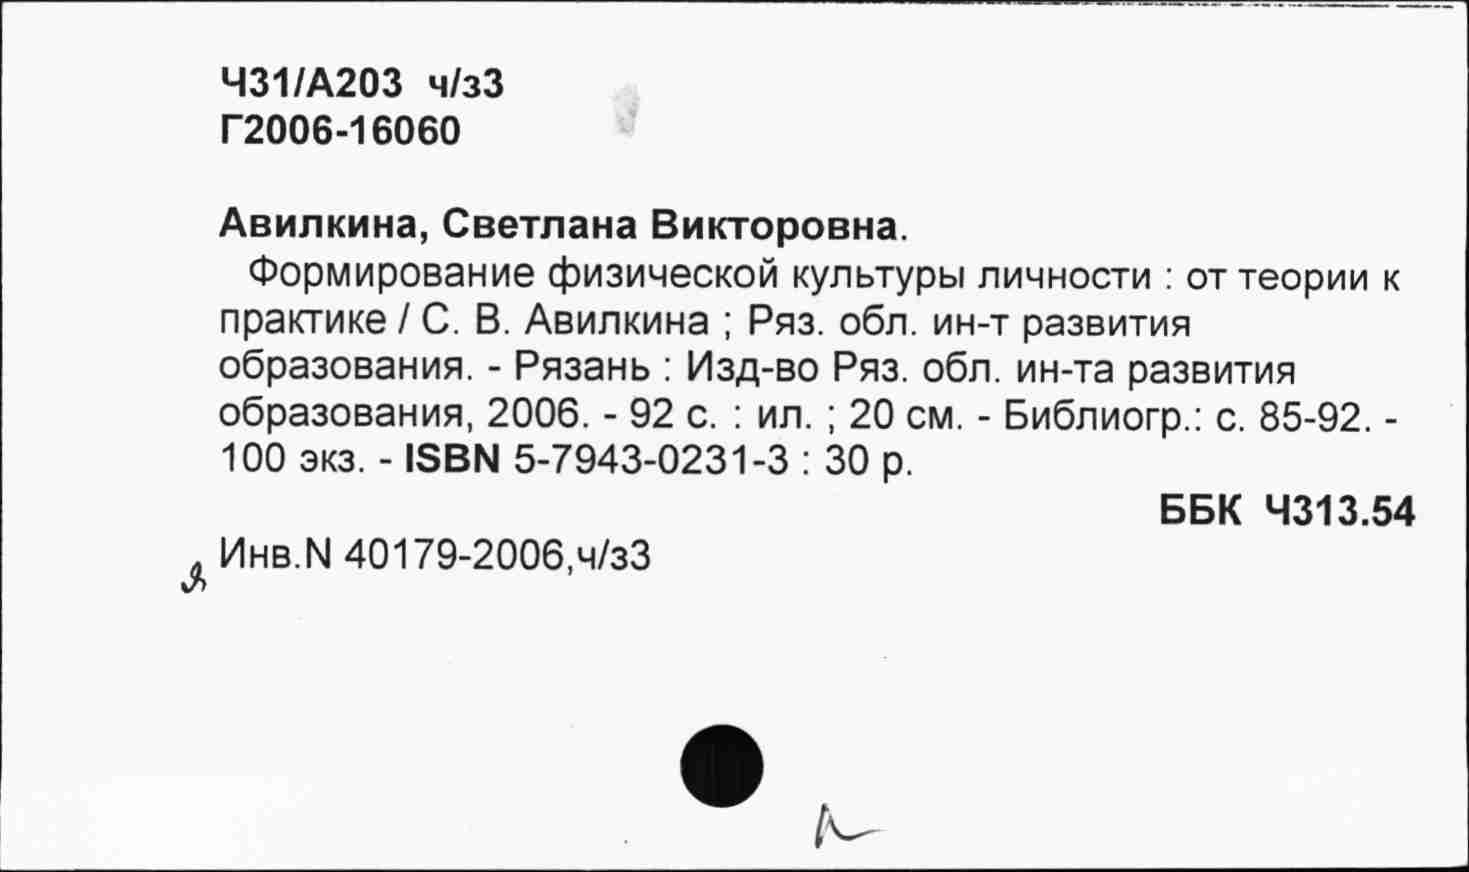 Ч31/А203 ч/з3
Г2006-16060
Авилкина, Светлана Викторовна.
Формирование физической культуры личности : от теории к
практике / С. В. Авилкина ; Ряз. обл. ин-т развития
образования. - Рязань : Изд-во Ряз. обл. ин-та развития
образования, 2006. - 92 с. : ил. ; 20 см. - Библиогр.: с. 85-92. -
100 экз. - ISBN 5-7943-0231-3 : 30 р.
ББК Ч313.54
Инв.N 40179-2006,ч/з3